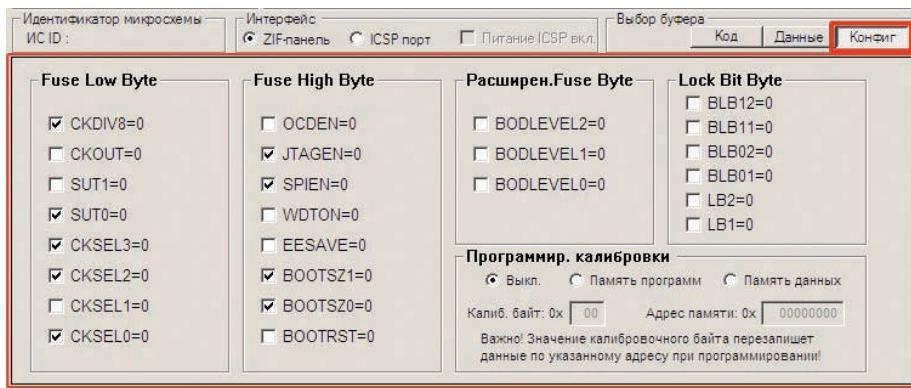 Идентификатор микросхемы
ИС ID :
Интерфейс
ZIF-панель ICSP порт Питание ICSP вкл.
Выбор буфера
Код Данные Конфиг
Fuse Low Byte
CKDIV8=0
CKOUT=0
SUT1=0
SUT0=0
CKSEL3=0
CKSEL2=0
CKSEL1=0
CKSEL0=0
Fuse High Byte
OCDEN=0
JTAGEN=0
SPIEN=0
WDTON=0
EESAVE=0
BOOTSZ1=0
BOOTSZ0=0
BOOTRST=0
Расширен.Fuse Byte
BODLEVEL2=0
BODLEVEL1=0
BODLEVEL0=0
Lock Bit Byte
BLB12=0
BLB11=0
BLB02=0
BLB01=0
LB2=0
LB1=0
Программир. калибровки
Выкл. Память программ Память данных
Калиб. байт: 0x 00 Адрес памяти: 0x 00000000
Важно! Значение калибровочного байта перезапишет
данные по указанному адресу при программировании!